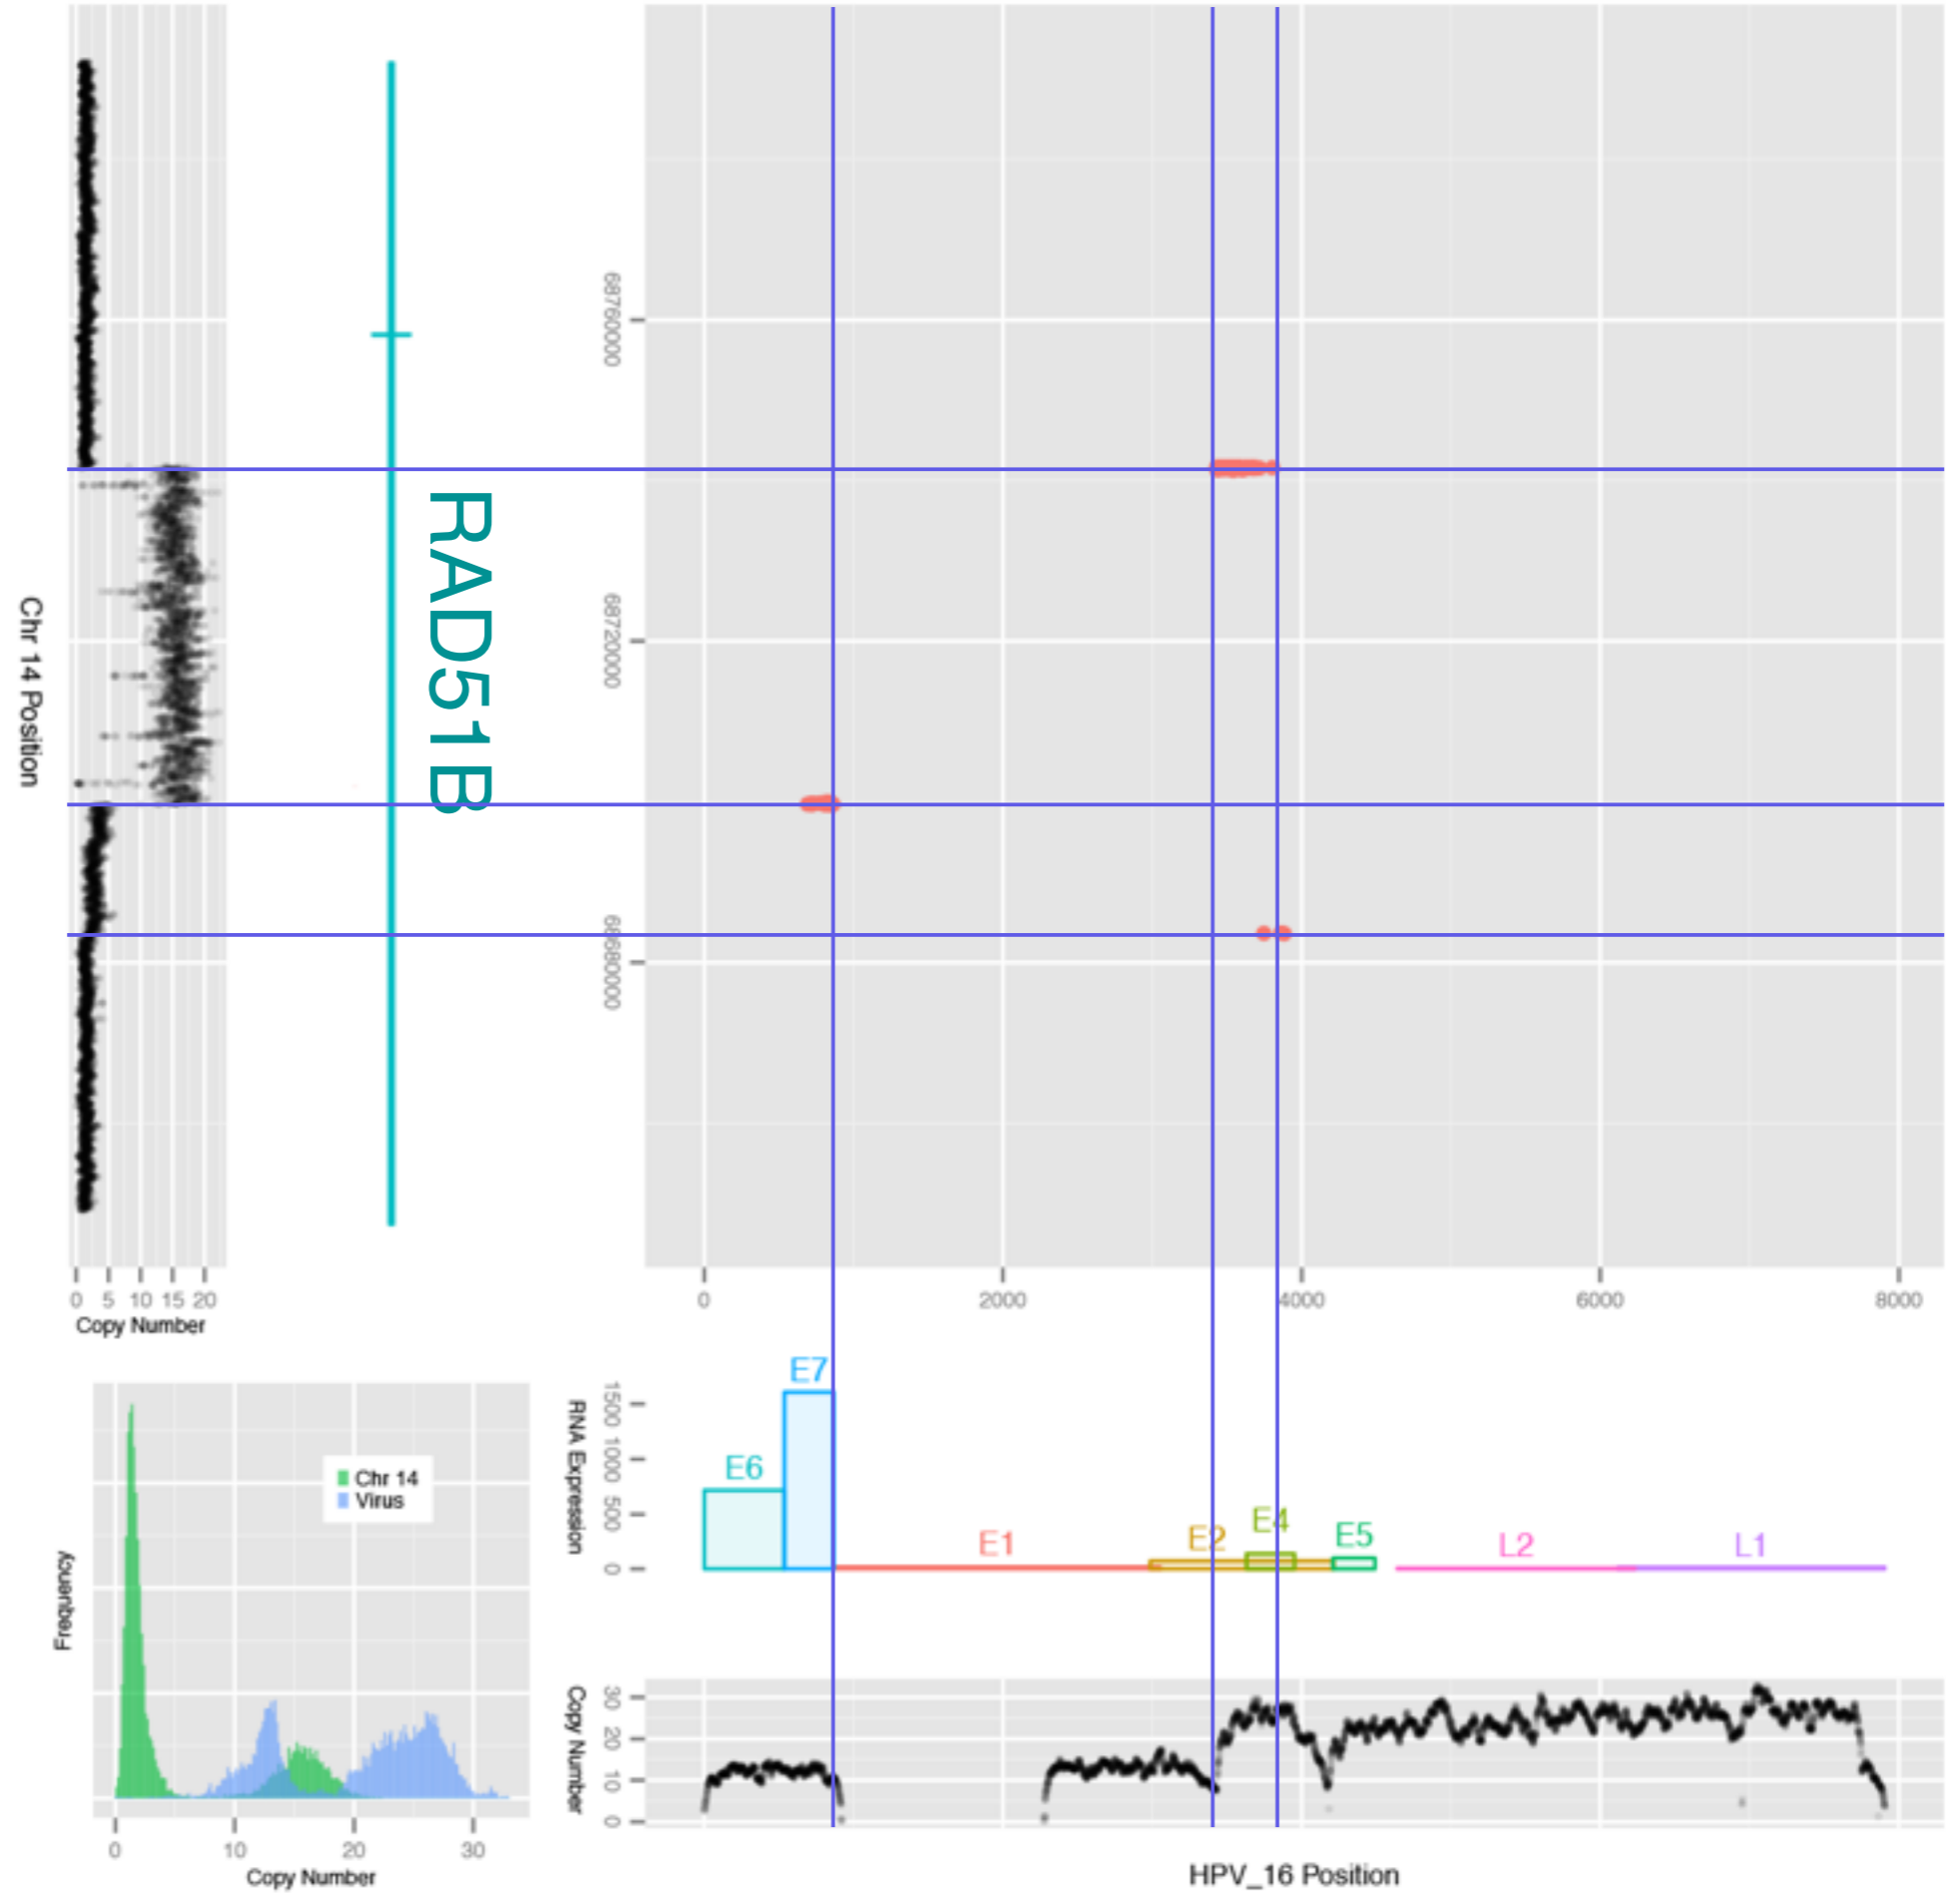 68760000
68720000
68680000
RAD51B
Chr 14 Position
0 5 10 15 20
Copy Number
0 2000 4000 6000 8000
Chr 14
Virus
Frequency
0 10 20 30
Copy Number
RNA Expression
0 500 1000 1500
E6 E7 E1 E2 E4 E5 L2 L1
Copy Number
0 10 20 30
HPV_16 Position